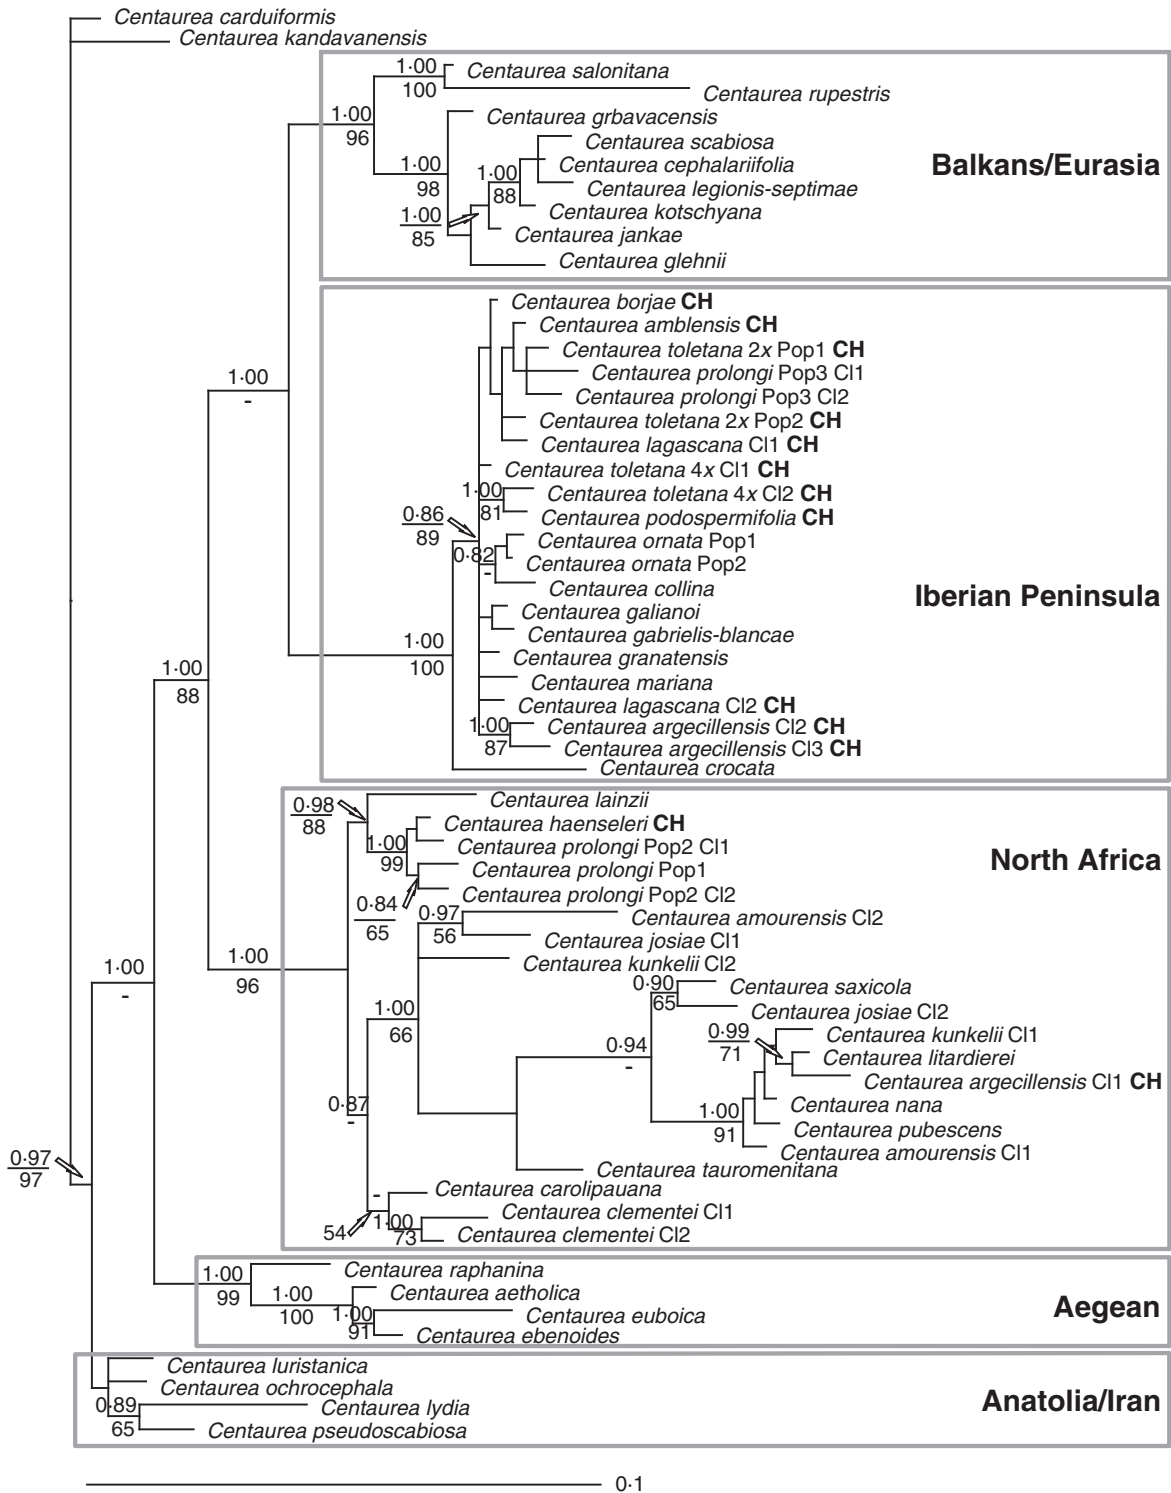 Centaurea carduiformis
Centaurea kandavanensis
1·00
100
Centaurea salonitana
Centaurea rupestris
1·00
96
Centaurea grbavacensis
Centaurea scabiosa
Centaurea cephalariifolia
Balkans/Eurasia
1·00
98
1·00
88
Centaurea legionis-septimae
Centaurea kotschyana
1·00
85
Centaurea jankae
Centaurea glehnii
Centaurea borjae CH
Centaurea amblensis CH
Centaurea toletana 2x Pop1 CH
Centaurea prolongi Pop3 Cl1
1·00
-
Centaurea prolongi Pop3 Cl2
Centaurea toletana 2x Pop2 CH
Centaurea lagascana Cl1 CH
Centaurea toletana 4x Cl1 CH
1·00
81
Centaurea toletana 4x Cl2 CH
Centaurea podospermifolia CH
0·86
89
Centaurea ornata Pop1
0·82
-
Centaurea ornata Pop2
Centaurea collina
Iberian Peninsula
Centaurea galianoi
Centaurea gabrielis-blancae
1·00
100
Centaurea granatensis
1·00
88
Centaurea mariana
Centaurea lagascana Cl2 CH
1·00
87
Centaurea argecillensis Cl2 CH
Centaurea argecillensis Cl3 CH
Centaurea crocata
Centaurea lainzii
0·98
88
Centaurea haenseleri CH
1·00
99
Centaurea prolongi Pop2 Cl1
North Africa
Centaurea prolongi Pop1
Centaurea prolongi Pop2 Cl2
0·84
65
0·97
56
Centaurea amourensis Cl2
Centaurea josiae Cl1
1·00
96
Centaurea kunkelii Cl2
1·00
-
0·90
65
Centaurea saxicola
Centaurea josiae Cl2
1·00
66
0·99
71
Centaurea kunkelii Cl1
0·94
-
Centaurea litardierei
Centaurea argecillensis Cl1 CH
0·87
-
Centaurea nana
1·00
91
Centaurea pubescens
Centaurea amourensis Cl1
0·97
97
Centaurea tauromenitana
-
54
Centaurea carolipauana
1·00
73
Centaurea clementei Cl1
Centaurea clementei Cl2
1·00
99
Centaurea raphanina
1·00
100
Centaurea aetholica
1·00
91
Centaurea euboica
Centaurea ebenoides
Aegean
Centaurea luristanica
Centaurea ochrocephala
0·89
65
Centaurea lydia
Centaurea pseudoscabiosa
Anatolia/Iran
0·1